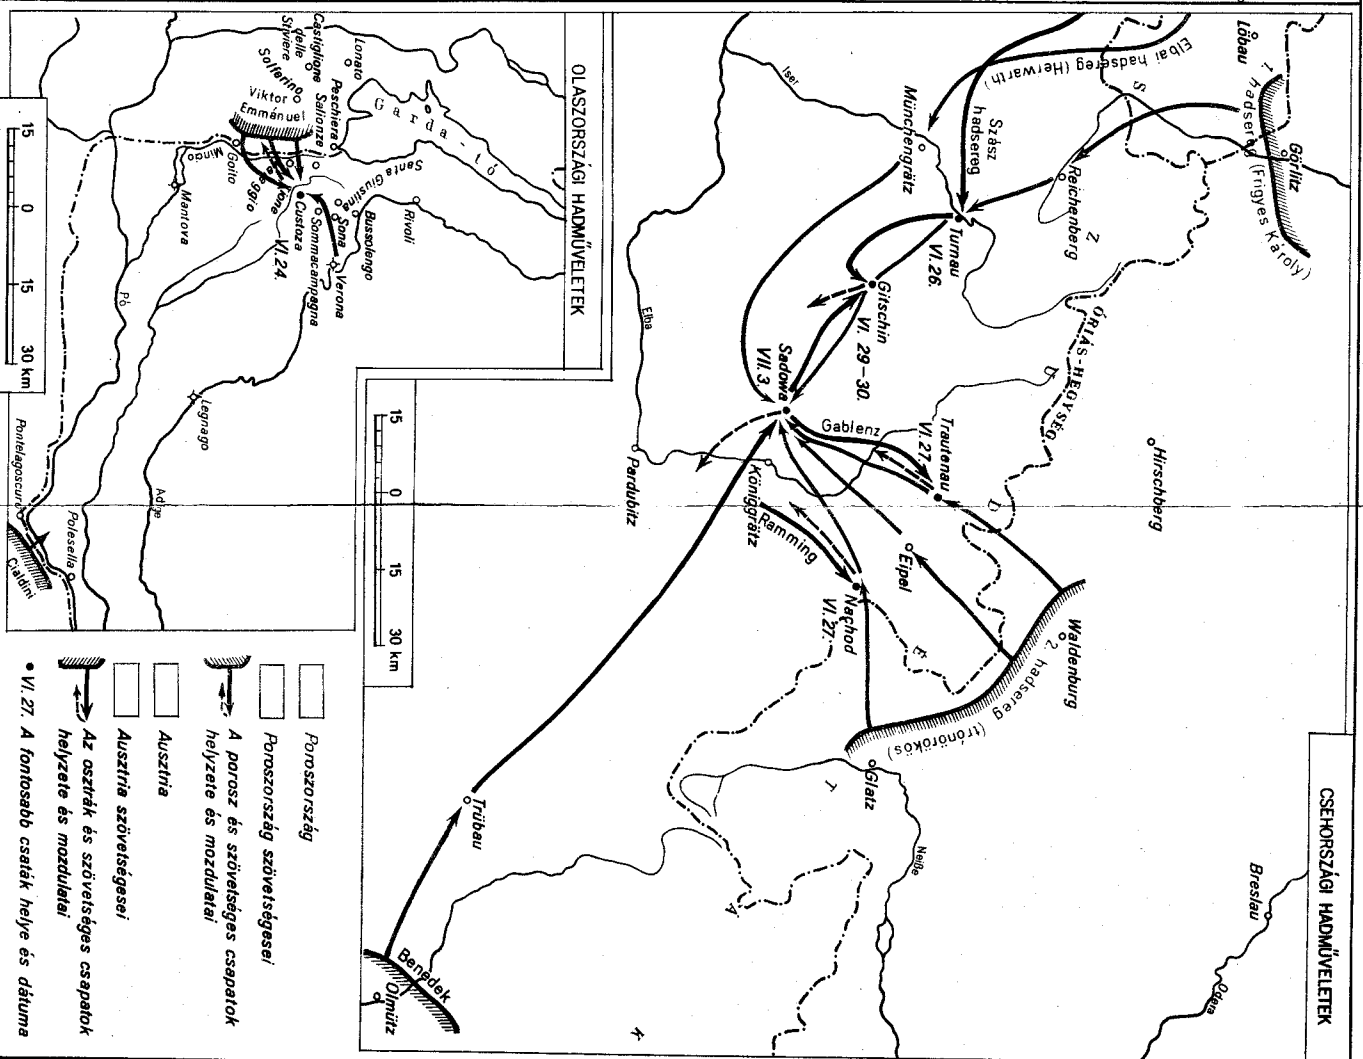 CSEHORSZÁGI HADMŰVELETEK
Löbau
Görlitz
1. hadsereg (Frigyes Károly)
Elbai hadsereg (Herwarth)
Szász
hadsereg
Iser
Münchengrätz
Reichenberg
Turnau
VI. 26.
Gitschin
VI. 29–30.
Sadowa
VII. 3.
Gablenz
Trautenau
VI. 27.
ÓRIÁS-HEGYSÉG
Hirschberg
S Z U D É T A K
Elba
Pardubitz
Königgrätz
Ramming
Eipel
Nachod
VI. 27.
Waldenburg
2. hadsereg (trónörökös)
Glatz
Neiße
Breslau
Odera
Trübau
Benedek
Olmütz
15 0 15 30 km
OLASZORSZÁGI HADMŰVELETEK
Lonato
Castiglione
delle
Stiviere
Solferino
Peschiera
Salionze
Viktor
Emmánuel
Garda-tó
Santa Giustina
Rivoli
Bussolengo
Sona
Verona
Sommacampagna
Custoza
VI. 24.
Goito
Mincio
Mantova
Pó
Legnago
Adige
Pontelagoscuro
Polesella
Cialdini
15 0 15 30 km
Poroszország
Poroszország szövetségesei
A porosz és szövetséges csapatok
helyzete és mozdulatai
Ausztria
Ausztria szövetségesei
Az osztrák és szövetséges csapatok
helyzete és mozdulatai
• VI. 27. A fontosabb csaták helye és dátuma